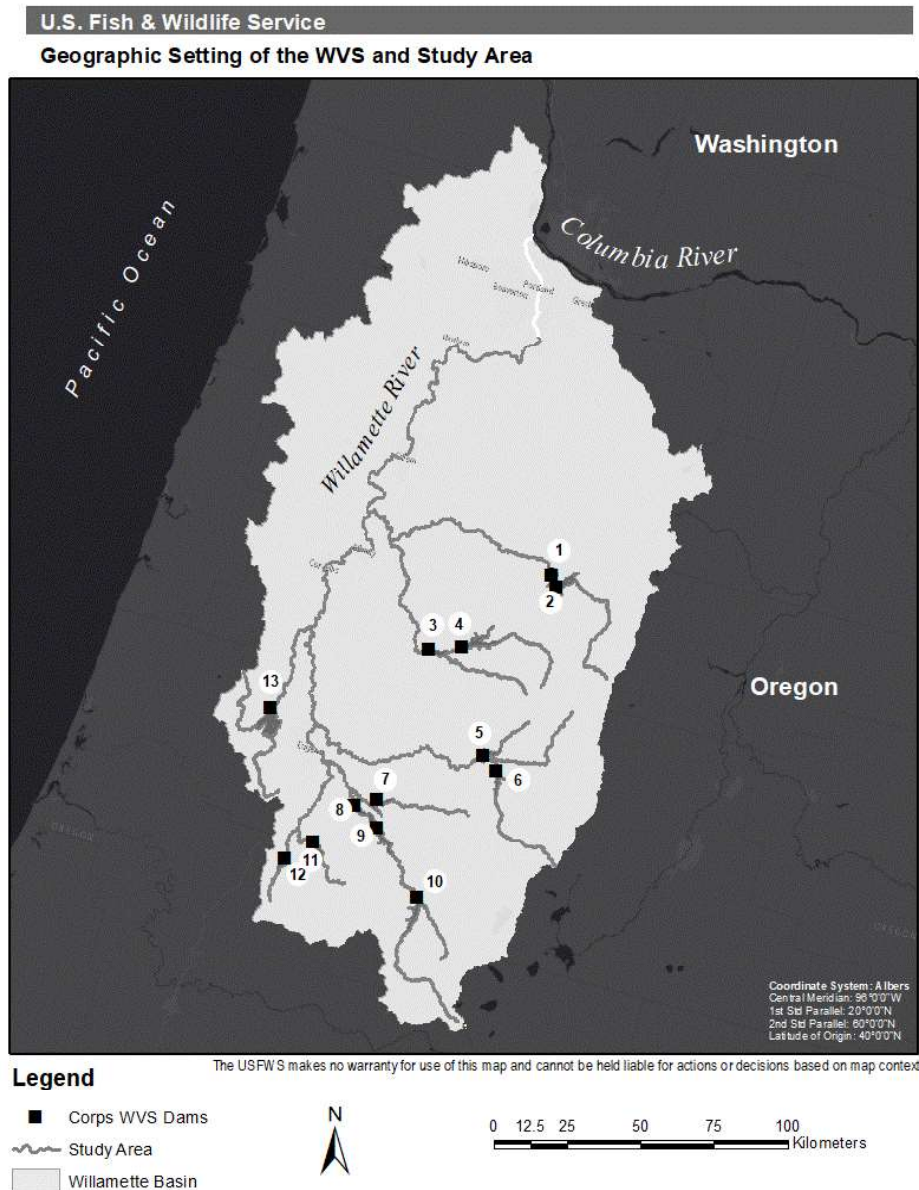 U.S. Fish & Wildlife Service
Geographic Setting of the WVS and Study Area
Washington
Columbia River
Pacific Ocean
Hillsboro
Portland
Beaverton
Willamette River
1
2
3
4
Oregon
13
5
6
7
8
9
11
12
10
OREGON
OREGON
Coordinate System: Albers
Central Meridian: 96°0'0"W
1st Std Parallel: 20°0'0"N
2nd Std Parallel: 60°0'0"N
Latitude of Origin: 40°0'0"N
The USFWS makes no warranty for use of this map and cannot be held liable for actions or decisions based on map context
Legend
Corps WVS Dams
Study Area
Willamette Basin
N
0 12.5 25 50 75 100
Kilometers